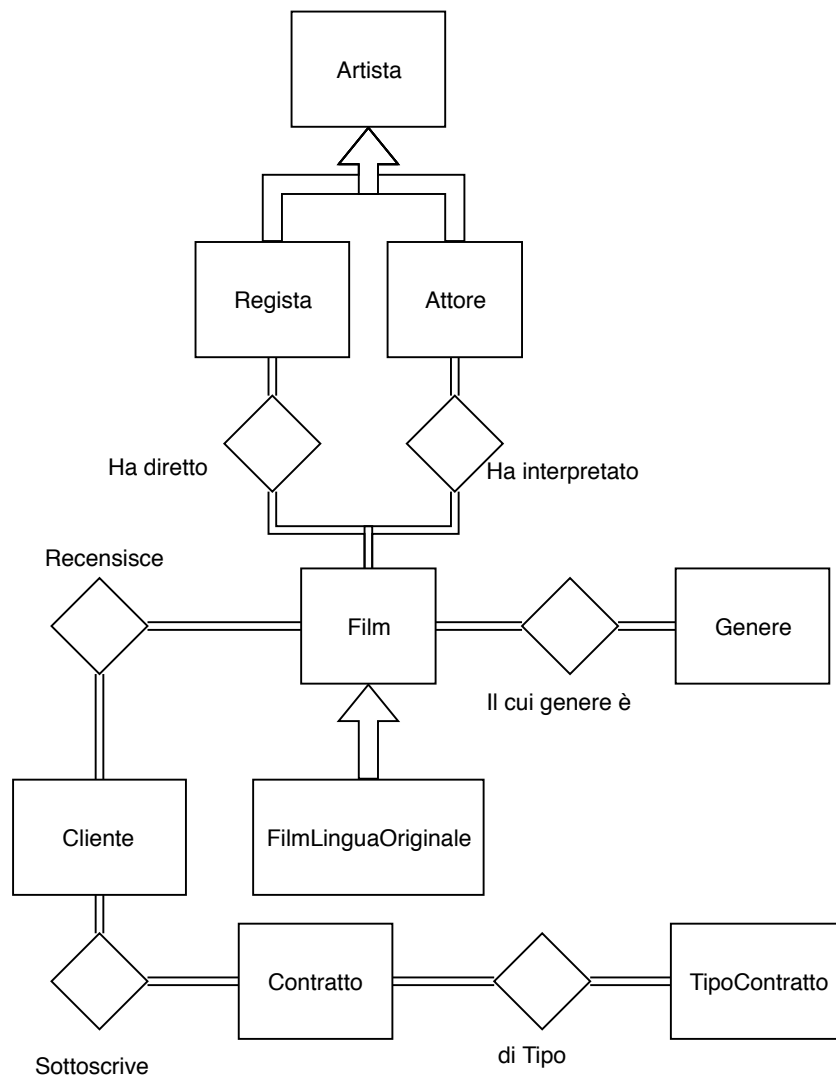 Artista
Regista
Attore
Ha diretto
Ha interpretato
Recensisce
Film
Genere
Il cui genere è
Cliente
FilmLinguaOriginale
Contratto
TipoContratto
Sottoscrive
di Tipo